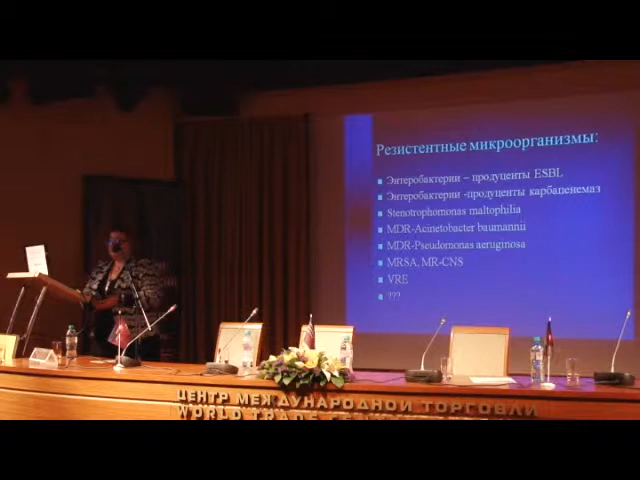 Резистентные микроорганизмы:
Энтеробактерии – продуценты ESBL
Энтеробактерии -продуценты карбапенемаз
Stenotrophomonas maltophilia
MDR-Acinetobacter baumannii
MDR-Pseudomonas aeruginosa
MRSA, MR-CNS
VRE
???
ЦЕНТР МЕЖДУНАРОДНОЙ ТОРГОВЛИ
WORLD TRADE